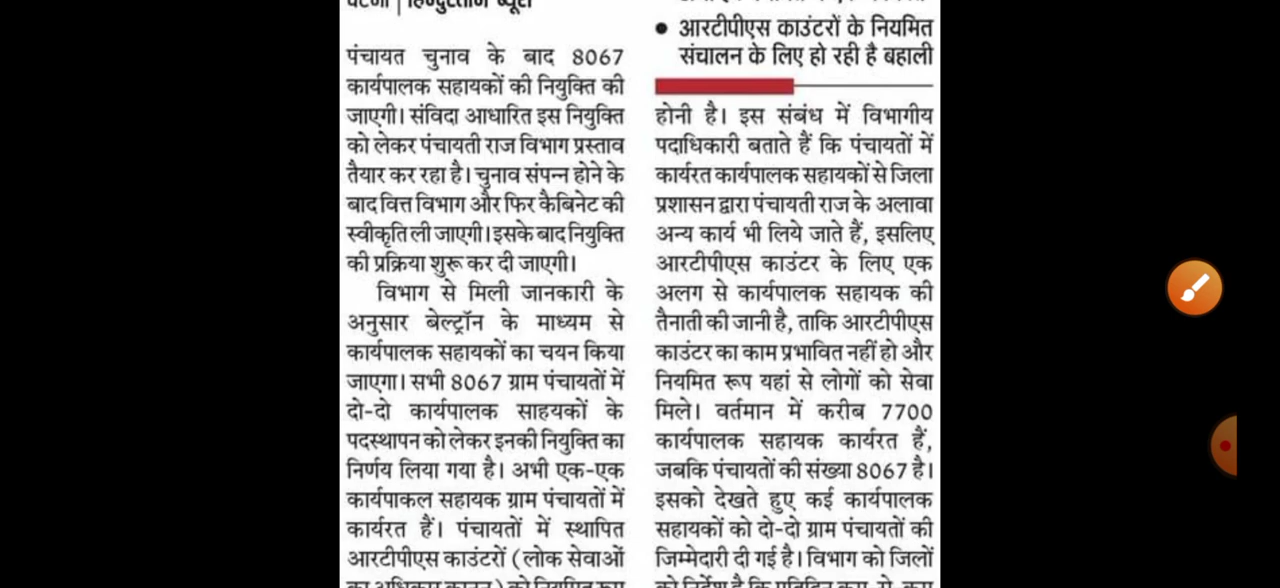 पटना | हिन्दुस्तान ब्यूरो
पंचायत चुनाव के बाद 8067
कार्यपालक सहायकों की नियुक्ति की
जाएगी। संविदा आधारित इस नियुक्ति
को लेकर पंचायती राज विभाग प्रस्ताव
तैयार कर रहा है। चुनाव संपन्न होने के
बाद वित्त विभाग और फिर कैबिनेट की
स्वीकृति ली जाएगी। इसके बाद नियुक्ति
की प्रक्रिया शुरू कर दी जाएगी।
विभाग से मिली जानकारी के
अनुसार बेल्ट्रॉन के माध्यम से
कार्यपालक सहायकों का चयन किया
जाएगा। सभी 8067 ग्राम पंचायतों में
दो-दो कार्यपालक साहयकों के
पदस्थापन को लेकर इनकी नियुक्ति का
निर्णय लिया गया है। अभी एक-एक
कार्यपाकल सहायक ग्राम पंचायतों में
कार्यरत हैं। पंचायतों में स्थापित
आरटीपीएस काउंटरों (लोक सेवाओं
● आरटीपीएस काउंटरों के नियमित
संचालन के लिए हो रही है बहाली
होनी है। इस संबंध में विभागीय
पदाधिकारी बताते हैं कि पंचायतों में
कार्यरत कार्यपालक सहायकों से जिला
प्रशासन द्वारा पंचायती राज के अलावा
अन्य कार्य भी लिये जाते हैं, इसलिए
आरटीपीएस काउंटर के लिए एक
अलग से कार्यपालक सहायक की
तैनाती की जानी है, ताकि आरटीपीएस
काउंटर का काम प्रभावित नहीं हो और
नियमित रूप यहां से लोगों को सेवा
मिले। वर्तमान में करीब 7700
कार्यपालक सहायक कार्यरत हैं,
जबकि पंचायतों की संख्या 8067 है।
इसको देखते हुए कई कार्यपालक
सहायकों को दो-दो ग्राम पंचायतों की
जिम्मेदारी दी गई है। विभाग को जिलों